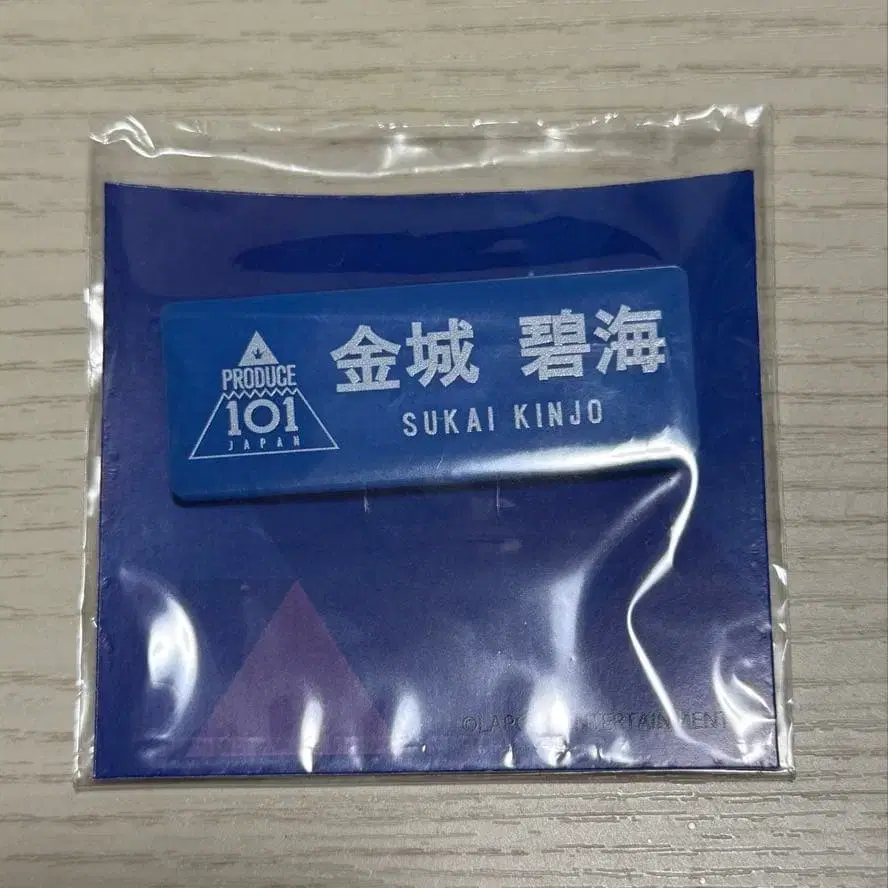 PRODUCE
101
JAPAN
金城 碧海
SUKAI KINJO